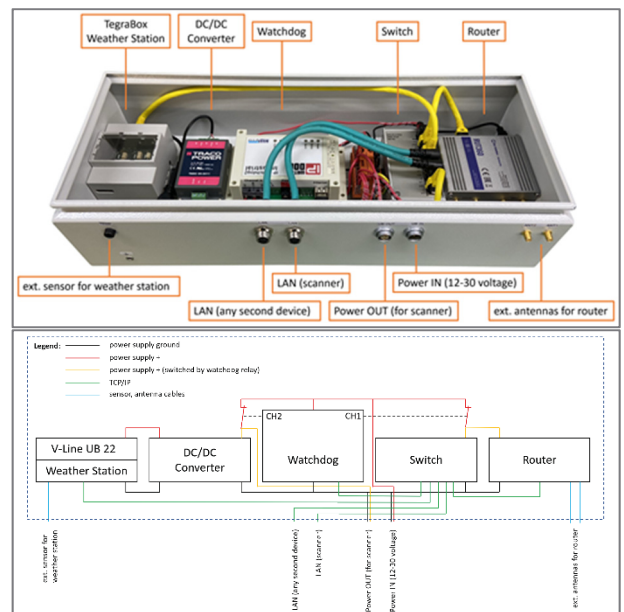 TegraBox
Weather Station
DC/DC
Converter
Watchdog
Switch
Router
TRACO
POWER
ext. sensor for weather station
LAN (scanner)
LAN (any second device)
Power IN (12-30 voltage)
Power OUT (for scanner)
ext. antennas for router
Legend:
power supply ground
power supply +
power supply + (switched by watchdog relay)
TCP/IP
sensor, antenna cables
CH2
CH1
V-Line UB 22
Weather Station
DC/DC
Converter
Watchdog
Switch
Router
ext. sensor for
weather station
LAN (any second device)
LAN (scanner)
Power OUT (for scanner)
Power IN (12-30 voltage)
ext. antennas for router